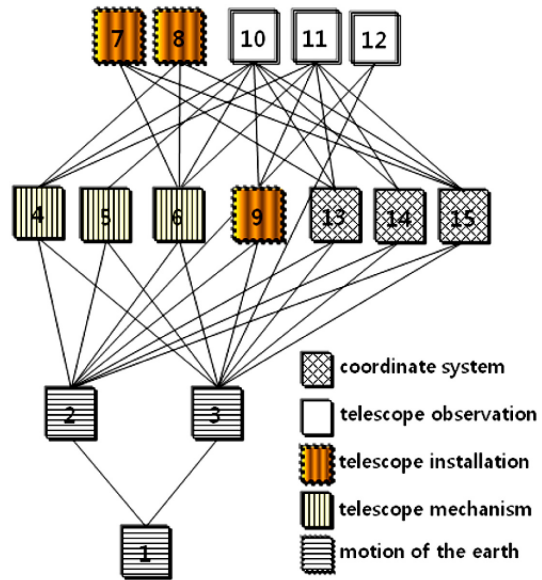 7 8 10 11 12
4 5 6 9 13 14 15
2 3
coordinate system
telescope observation
telescope installation
telescope mechanism
1
motion of the earth